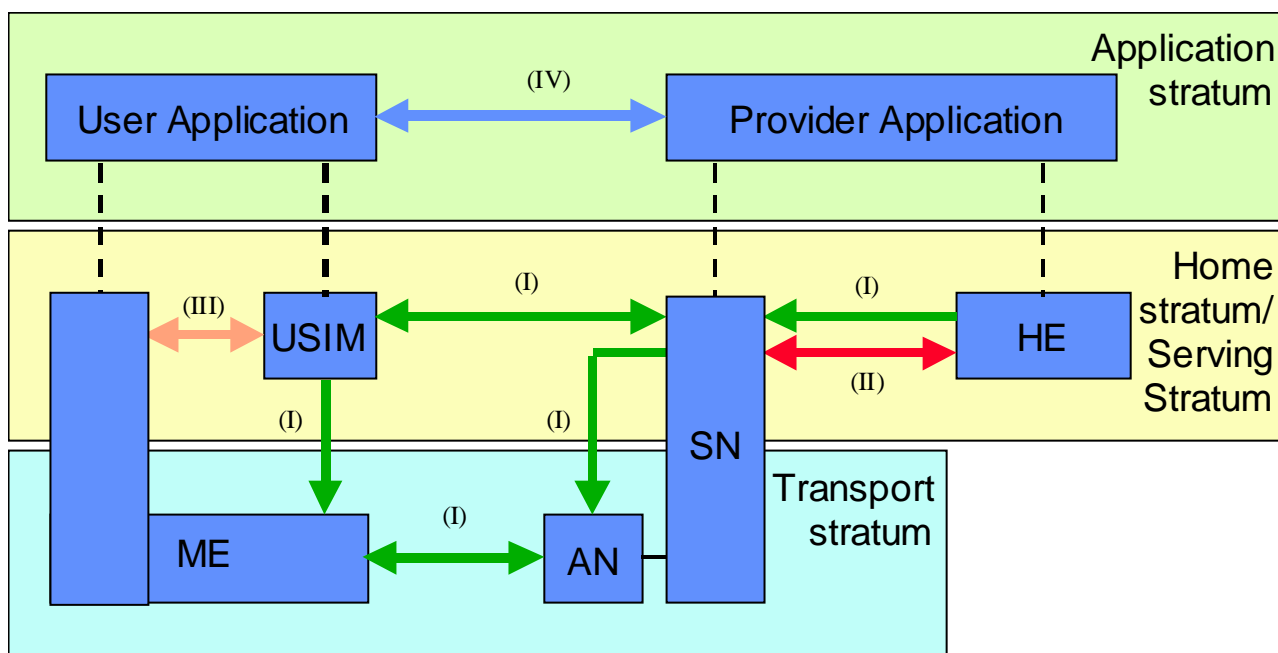 Application
stratum
(IV)
User Application
Provider Application
Home
stratum/
Serving
Stratum
(III)
USIM
(I)
(I)
HE
(II)
(I)
(I)
SN
Transport
stratum
ME
(I)
AN